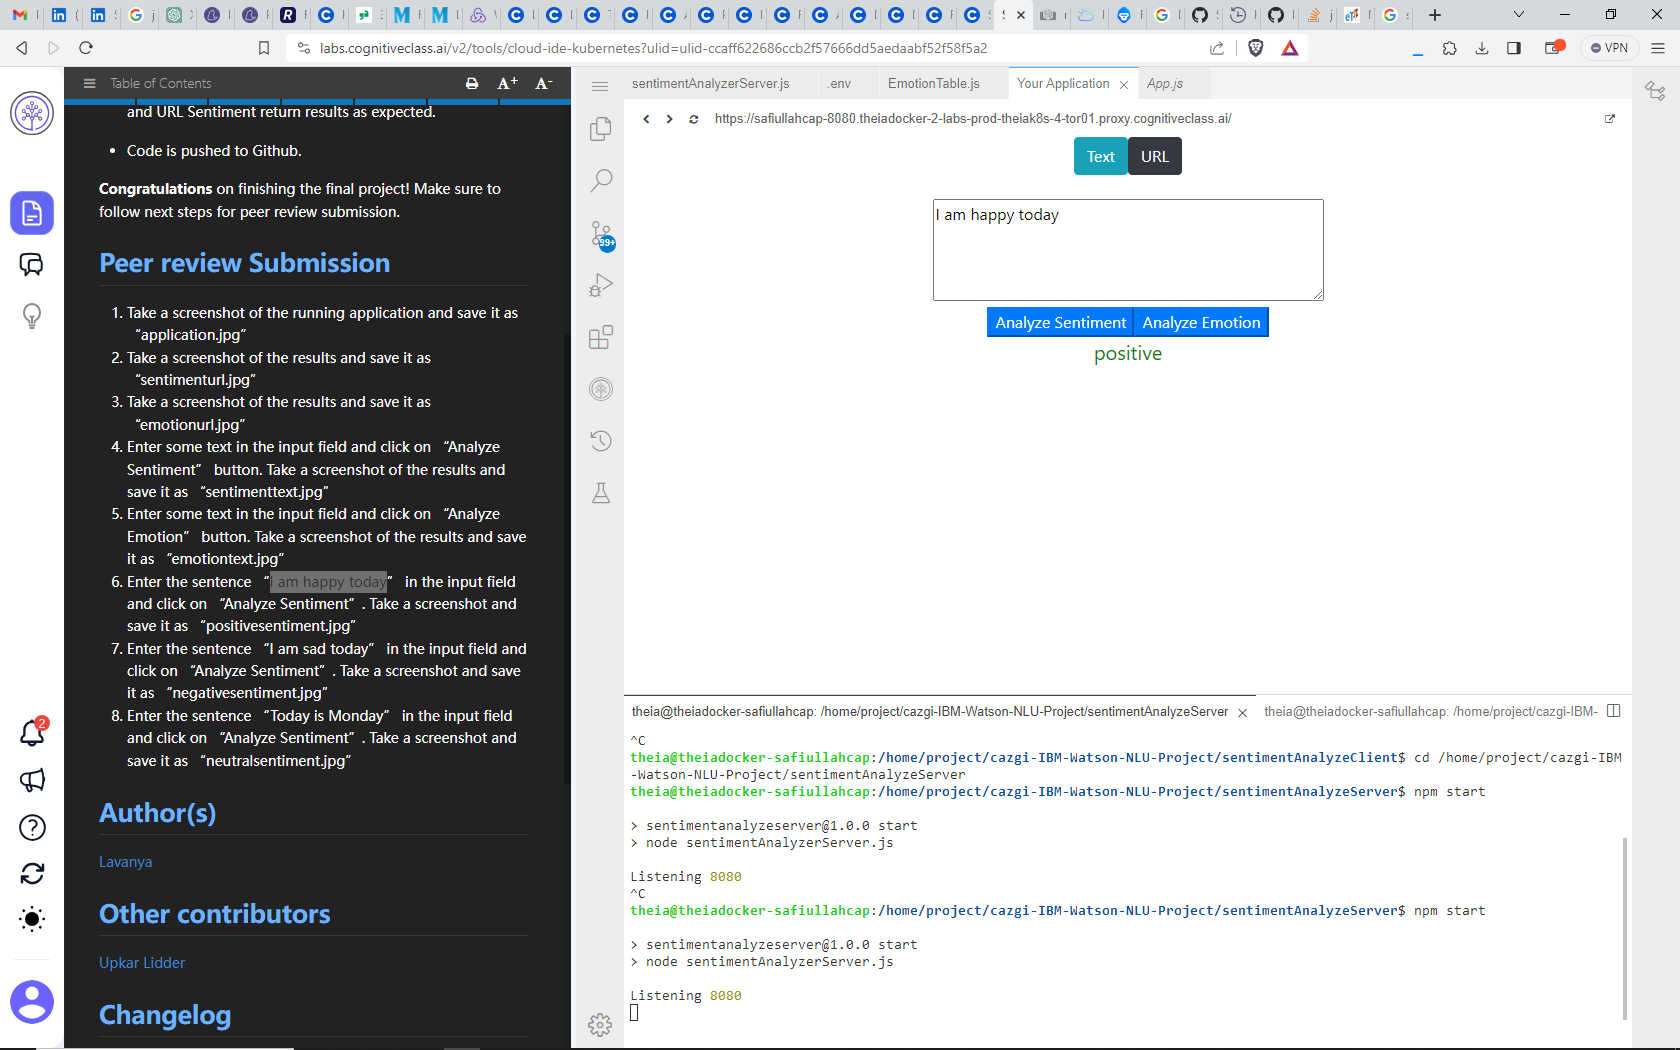 labs.cognitiveclass.ai/v2/tools/cloud-ide-kubernetes?ulid=ulid-ccaff622686ccb2f57666dd5aedaabf52f58f5a2
VPN
Table of Contents
A+
A-
and URL Sentiment return results as expected.
• Code is pushed to Github.
Congratulations on finishing the final project! Make sure to
follow next steps for peer review submission.
Peer review Submission
1. Take a screenshot of the running application and save it as
“application.jpg”
2. Take a screenshot of the results and save it as
“sentimenturl.jpg”
3. Take a screenshot of the results and save it as
“emotionurl.jpg”
4. Enter some text in the input field and click on “Analyze
Sentiment” button. Take a screenshot of the results and
save it as “sentimenttext.jpg”
5. Enter some text in the input field and click on “Analyze
Emotion” button. Take a screenshot of the results and save
it as “emotiontext.jpg”
6. Enter the sentence “I am happy today” in the input field
and click on “Analyze Sentiment” . Take a screenshot and
save it as “positivesentiment.jpg”
7. Enter the sentence “I am sad today” in the input field and
click on “Analyze Sentiment” . Take a screenshot and save
it as “negativesentiment.jpg”
8. Enter the sentence “Today is Monday” in the input field
and click on “Analyze Sentiment” . Take a screenshot and
save it as “neutralsentiment.jpg”
Author(s)
Lavanya
Other contributors
Upkar Lidder
Changelog
2
39+
sentimentAnalyzerServer.js
.env
EmotionTable.js
Your Application
App.js
https://safiullahcap-8080.theiadocker-2-labs-prod-theiak8s-4-tor01.proxy.cognitiveclass.ai/
Text
URL
I am happy today
Analyze Sentiment
Analyze Emotion
positive
theia@theiadocker-safiullahcap: /home/project/cazgi-IBM-Watson-NLU-Project/sentimentAnalyzeServer
theia@theiadocker-safiullahcap: /home/project/cazgi-IBM-
^C
theia@theiadocker-safiullahcap:/home/project/cazgi-IBM-Watson-NLU-Project/sentimentAnalyzeClient$ cd /home/project/cazgi-IBM
-Watson-NLU-Project/sentimentAnalyzeServer
theia@theiadocker-safiullahcap:/home/project/cazgi-IBM-Watson-NLU-Project/sentimentAnalyzeServer$ npm start
> sentimentanalyzeserver@1.0.0 start
> node sentimentAnalyzerServer.js
Listening 8080
^C
theia@theiadocker-safiullahcap:/home/project/cazgi-IBM-Watson-NLU-Project/sentimentAnalyzeServer$ npm start
> sentimentanalyzeserver@1.0.0 start
> node sentimentAnalyzerServer.js
Listening 8080